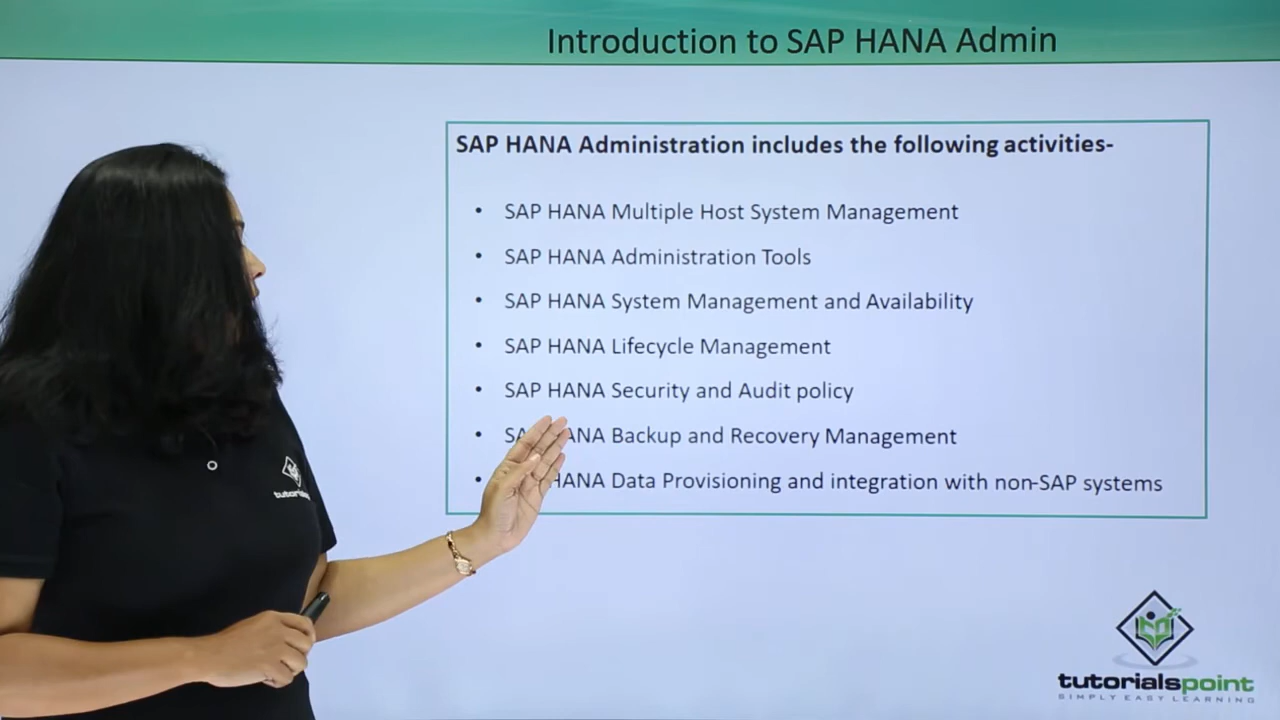 Introduction to SAP HANA Admin
SAP HANA Administration includes the following activities-
• SAP HANA Multiple Host System Management
• SAP HANA Administration Tools
• SAP HANA System Management and Availability
• SAP HANA Lifecycle Management
• SAP HANA Security and Audit policy
• HANA Backup and Recovery Management
• HANA Data Provisioning and integration with non-SAP systems
tutorialspoint
SIMPLY EASY LEARNING